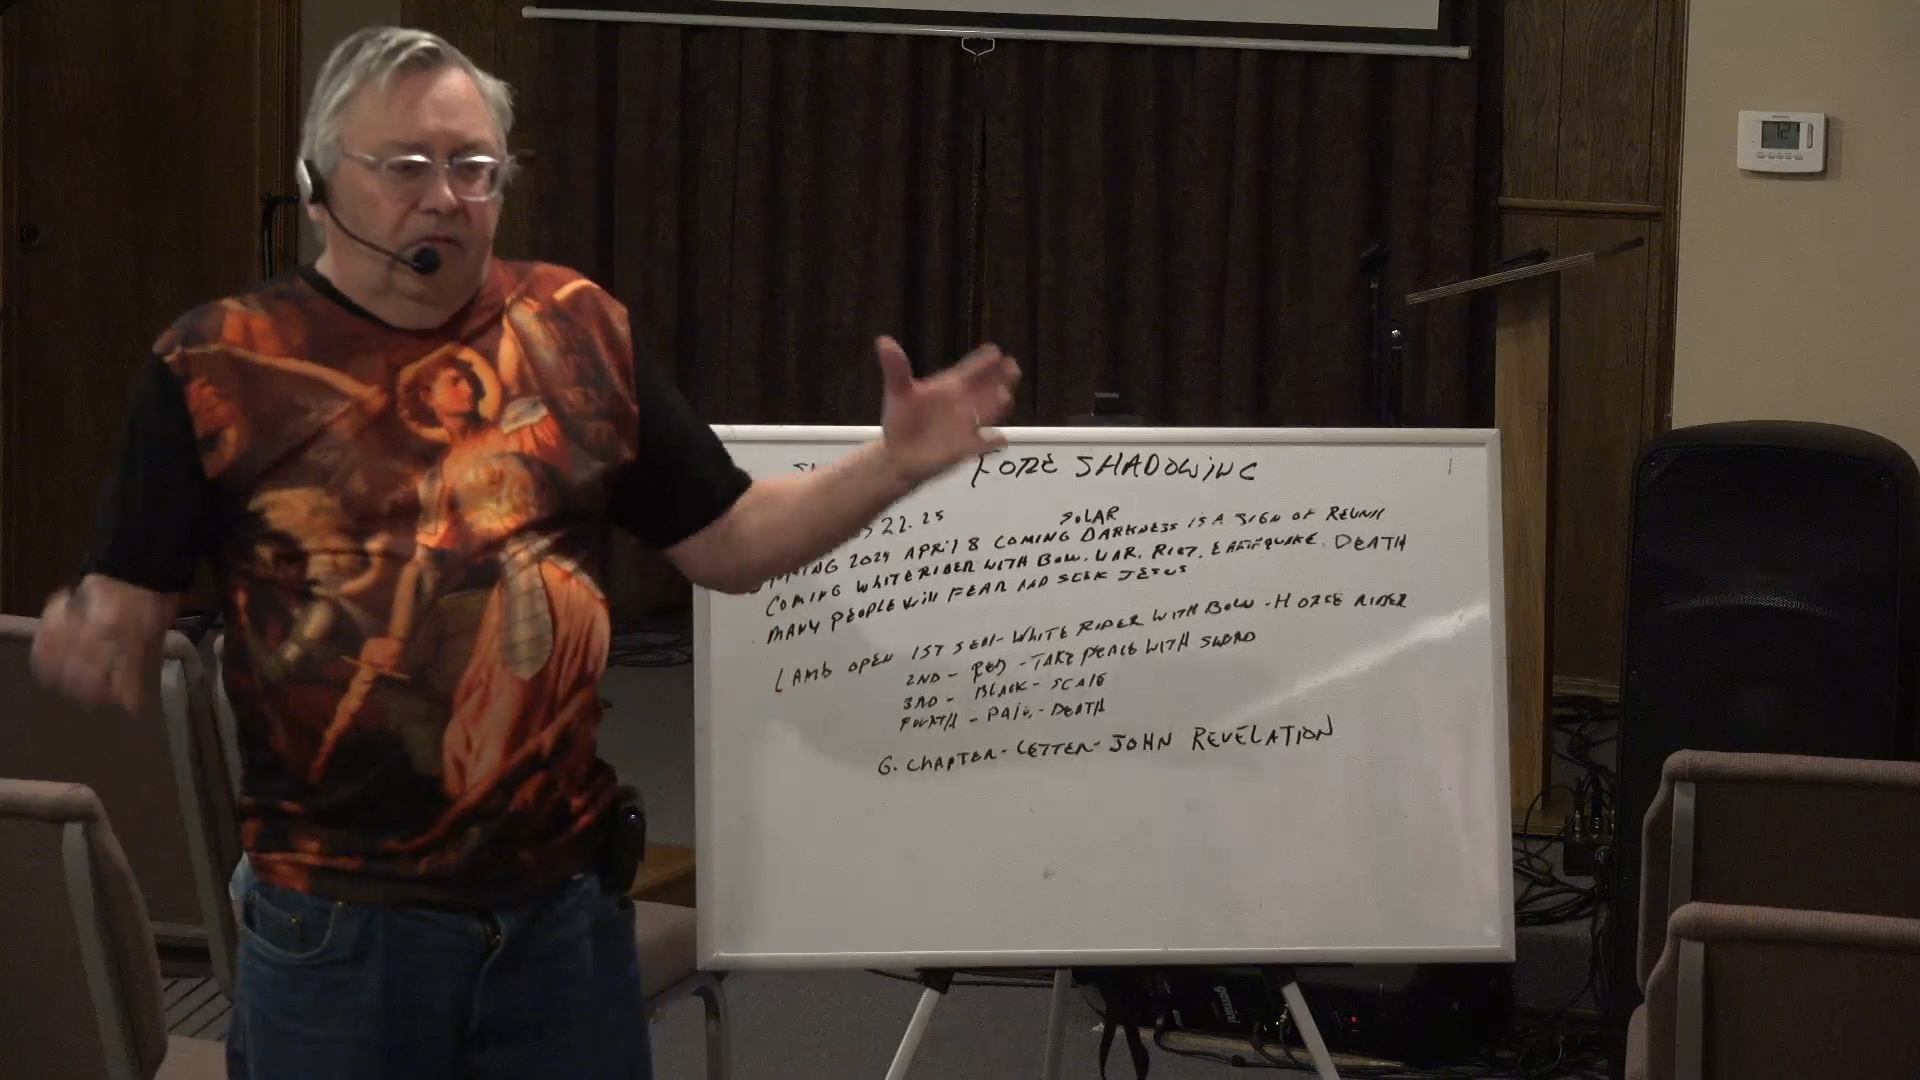 FORE SHADOWING
22.25
SOLAR
2024 APRIL 8 COMING DARKNESS IS A SIGN OF
COMING WHITE RIDER WITH BOW. WAR. RIOT. EARTHQUAKE. DEATH
MANY PEOPLE WILL FEAR AND SEEK JESUS
LAMB OPEN 1ST SEAL- WHITE RIDER WITH BOW - HORSE RIDER
2ND - RED - TAKE PEACE WITH SWORD
3RD - BLACK - SCALE
FOURTH - PALE - DEATH
6. CHAPTER - LETTER - JOHN REVELATION
72
gemini